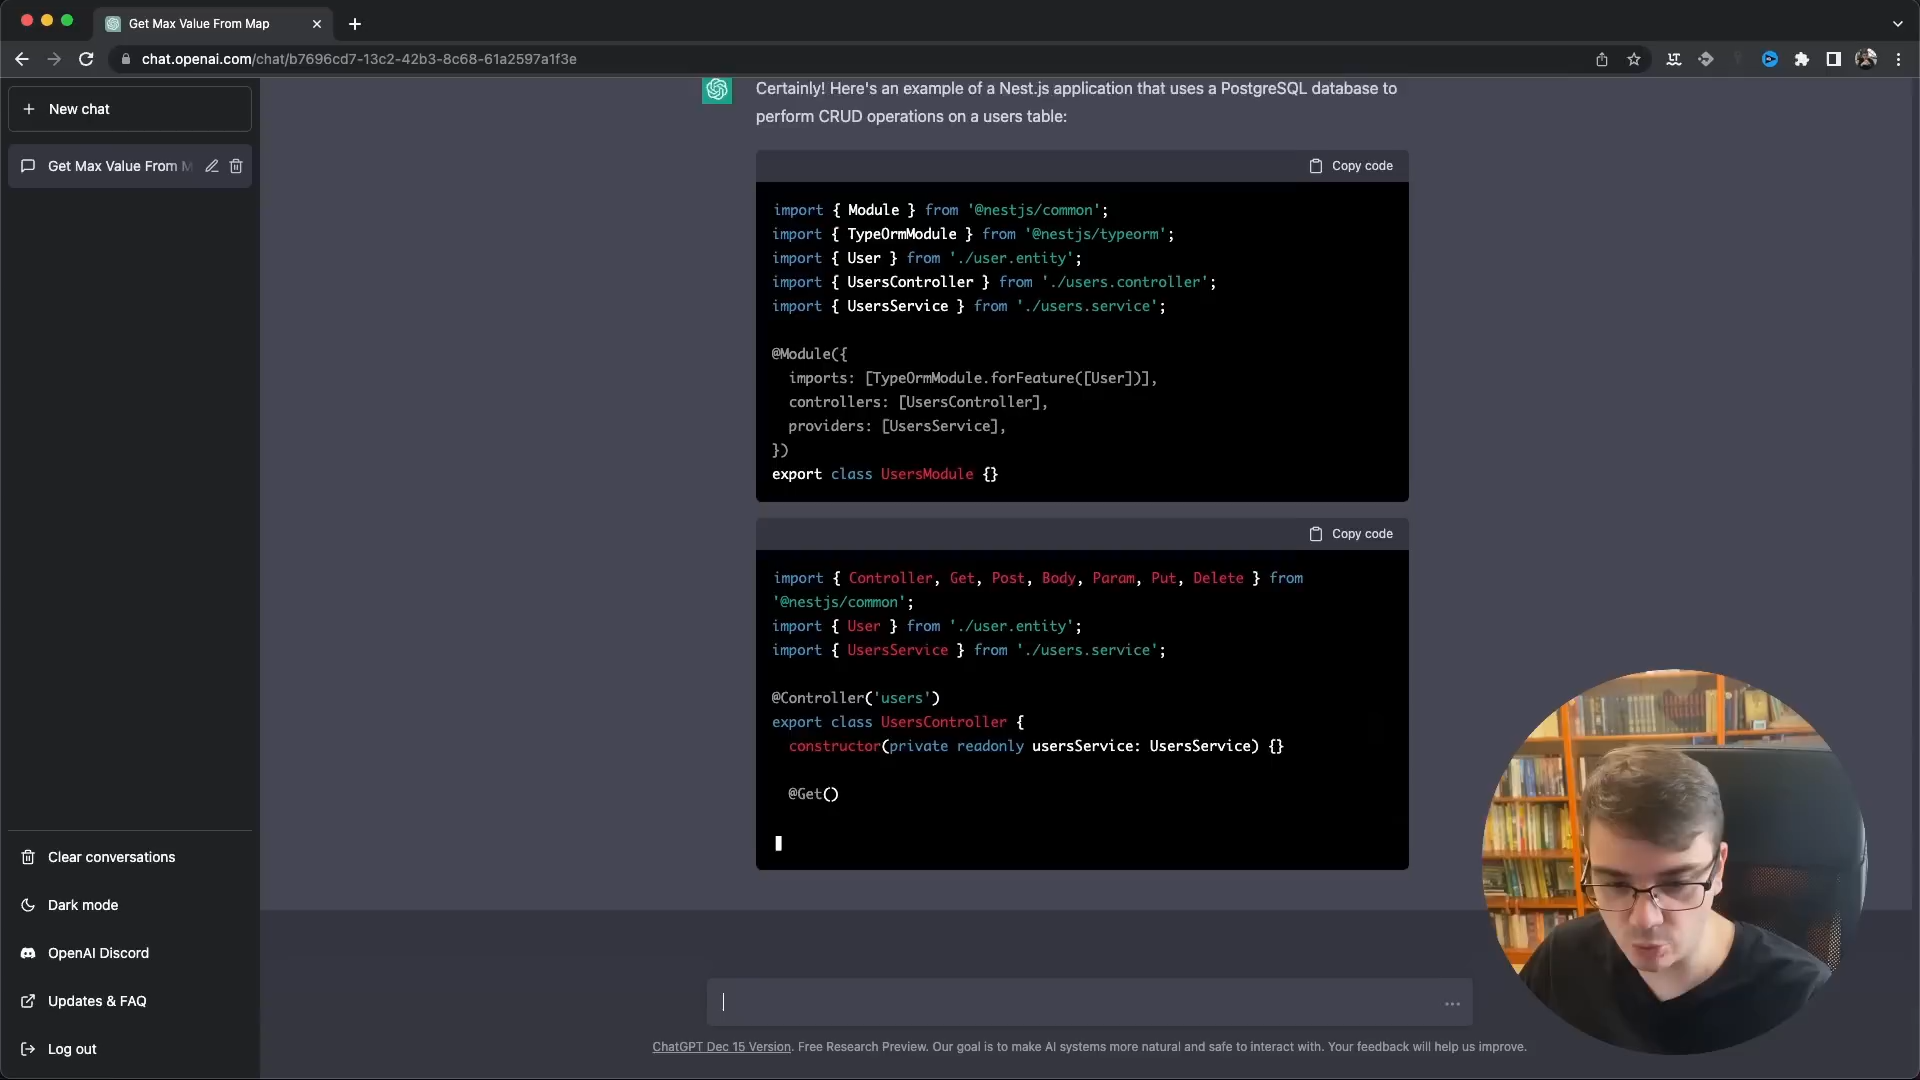 Get Max Value From Map
chat.openai.com/chat/b7696cd7-13c2-42b3-8c68-61a2597a1f3e
New chat
Get Max Value From M
Clear conversations
Dark mode
OpenAI Discord
Updates & FAQ
Log out
Certainly! Here's an example of a Nest.js application that uses a PostgreSQL database to
perform CRUD operations on a users table:
Copy code
import { Module } from '@nestjs/common';
import { TypeOrmModule } from '@nestjs/typeorm';
import { User } from './user.entity';
import { UsersController } from './users.controller';
import { UsersService } from './users.service';
@Module({
imports: [TypeOrmModule.forFeature([User])],
controllers: [UsersController],
providers: [UsersService],
})
export class UsersModule {}
Copy code
import { Controller, Get, Post, Body, Param, Put, Delete } from
'@nestjs/common';
import { User } from './user.entity';
import { UsersService } from './users.service';
@Controller('users')
export class UsersController {
constructor(private readonly usersService: UsersService) {}
@Get()
ChatGPT Dec 15 Version. Free Research Preview. Our goal is to make AI systems more natural and safe to interact with. Your feedback will help us improve.